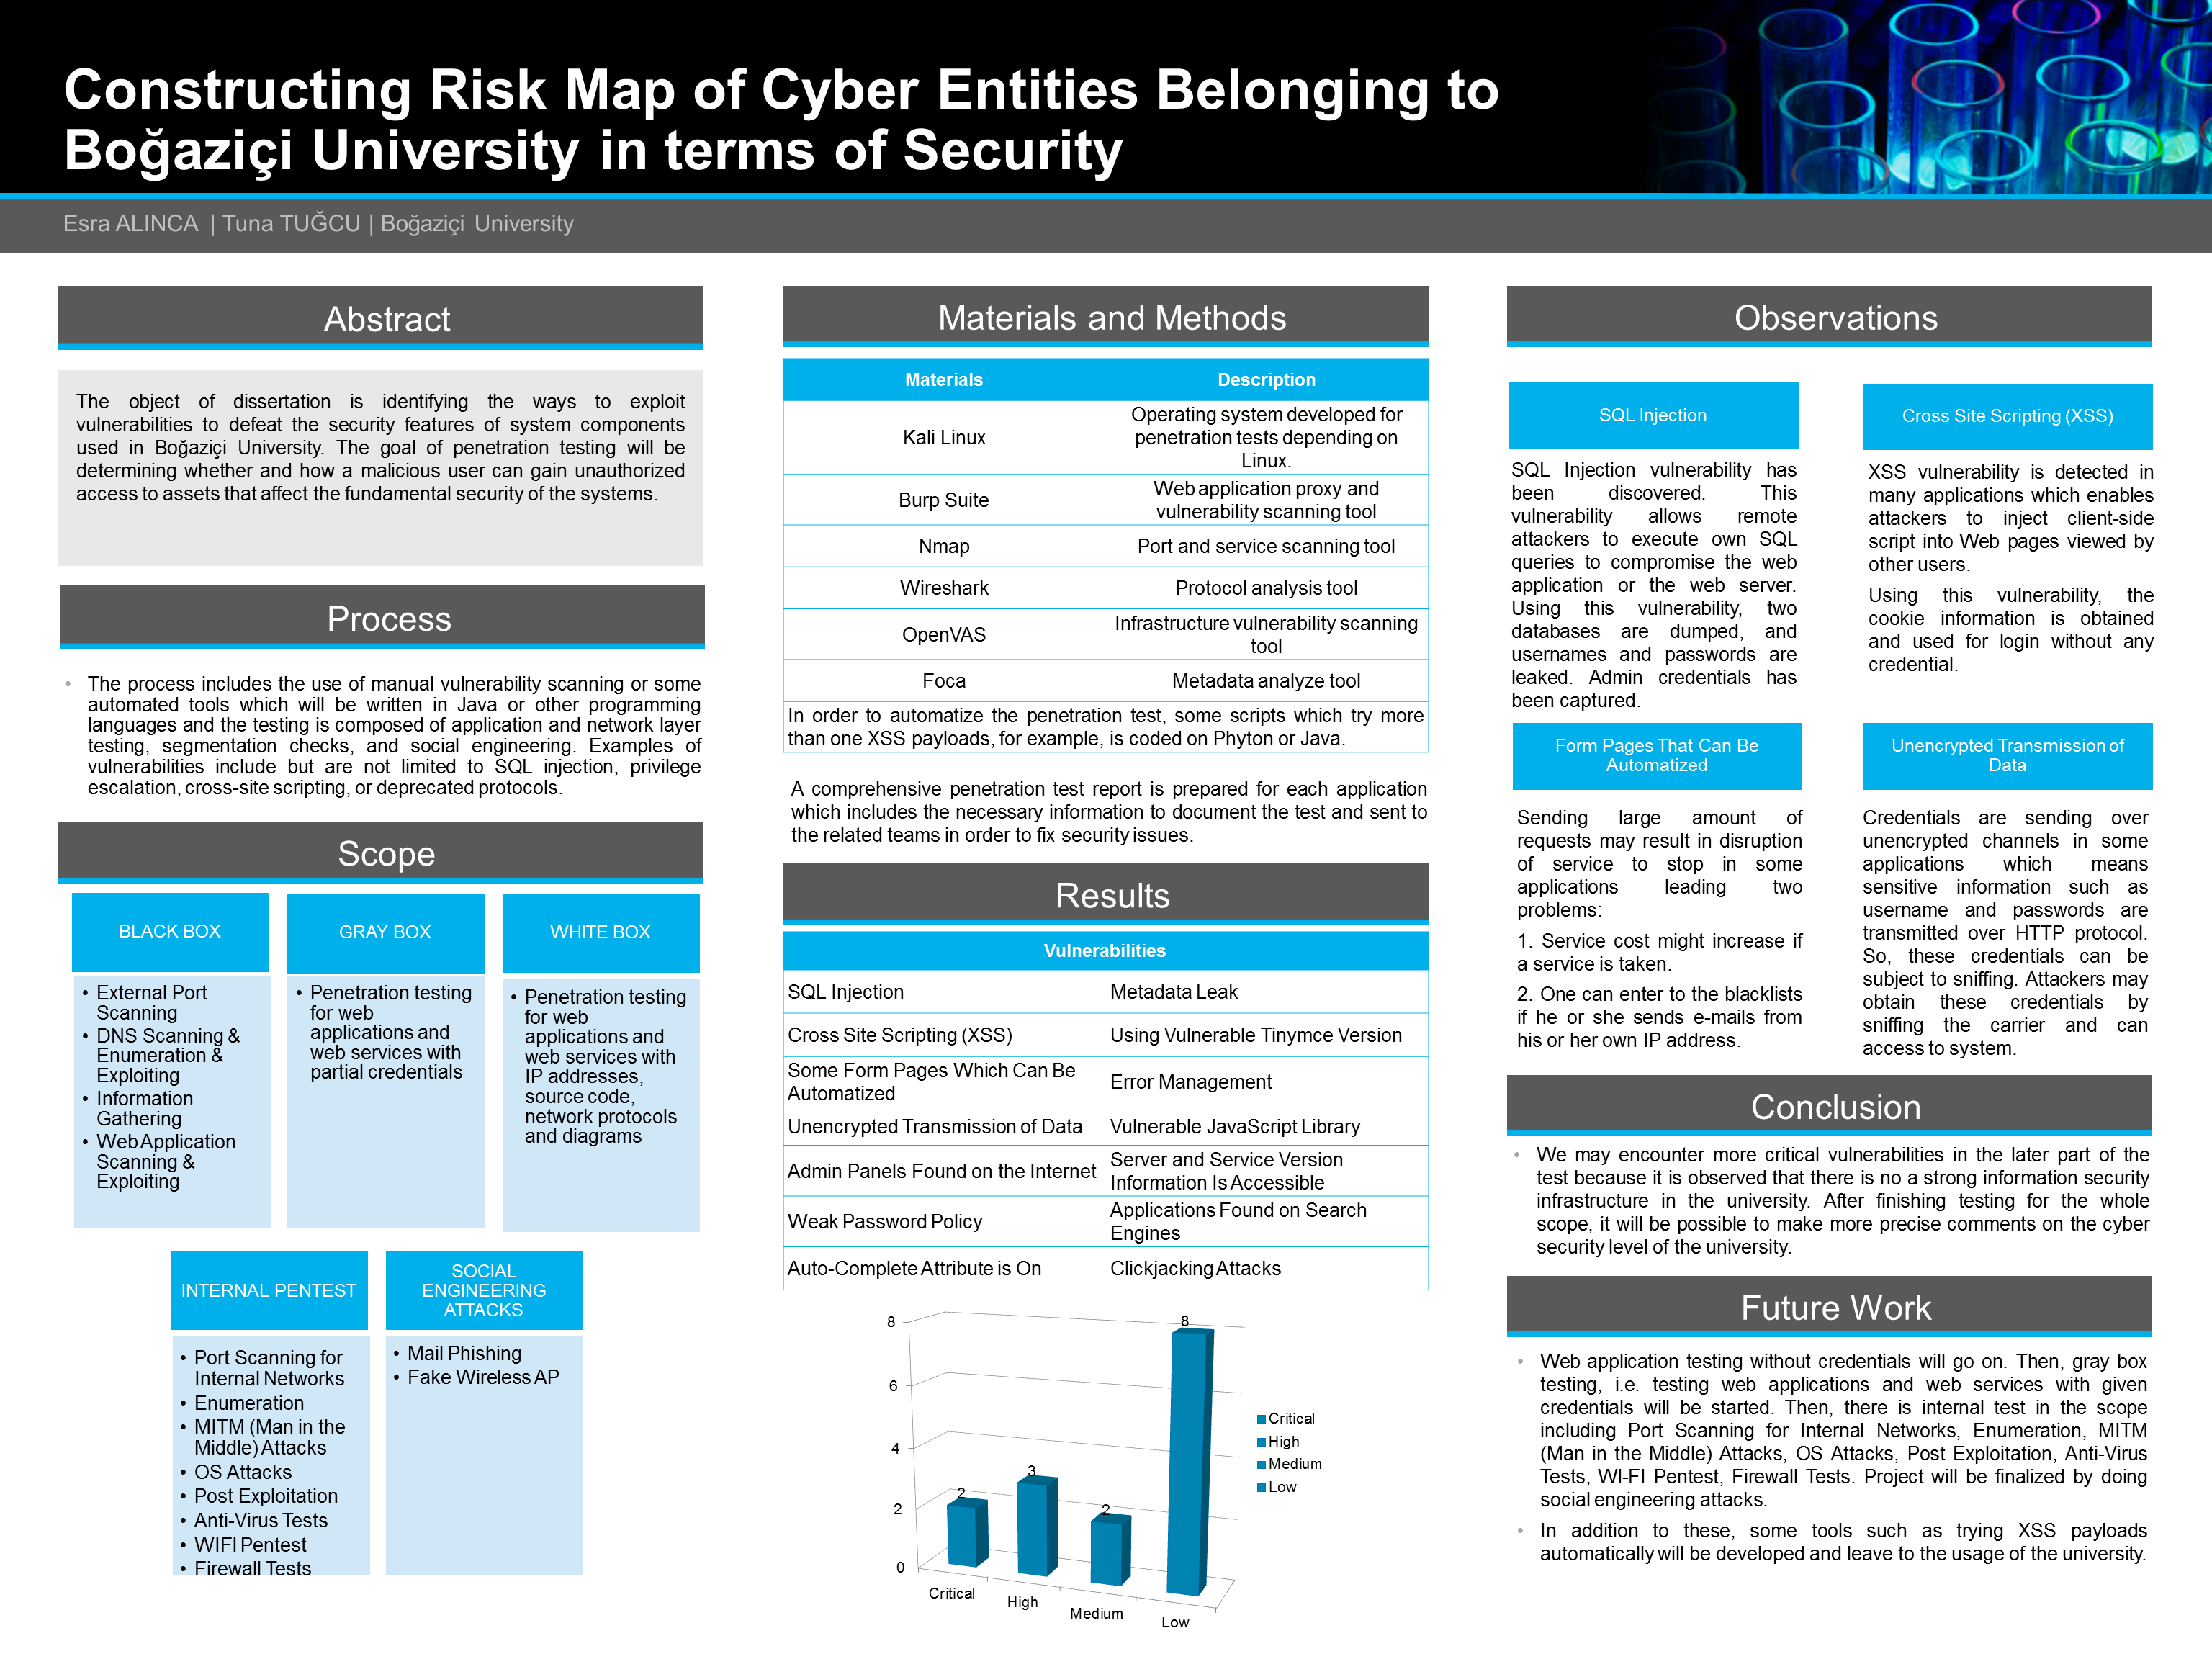 Constructing Risk Map of Cyber Entities Belonging to
Boğaziçi University in terms of Security
Esra ALINCA | Tuna TUĞCU | Boğaziçi University
Abstract
The object of dissertation is identifying the ways to exploit
vulnerabilities to defeat the security features of system components
used in Boğaziçi University. The goal of penetration testing will be
determining whether and how a malicious user can gain unauthorized
access to assets that affect the fundamental security of the systems.
Process
• The process includes the use of manual vulnerability scanning or some
automated tools which will be written in Java or other programming
languages and the testing is composed of application and network layer
testing, segmentation checks, and social engineering. Examples of
vulnerabilities include but are not limited to SQL injection, privilege
escalation, cross-site scripting, or deprecated protocols.
Scope
BLACK BOX
• External Port
Scanning
• DNS Scanning &
Enumeration &
Exploiting
• Information
Gathering
• Web Application
Scanning &
Exploiting
GRAY BOX
• Penetration testing
for web
applications and
web services with
partial credentials
WHITE BOX
• Penetration testing
for web
applications and
web services with
IP addresses,
source code,
network protocols
and diagrams
INTERNAL PENTEST
• Port Scanning for
Internal Networks
• Enumeration
• MITM (Man in the
Middle) Attacks
• OS Attacks
• Post Exploitation
• Anti-Virus Tests
• WIFI Pentest
• Firewall Tests
SOCIAL
ENGINEERING
ATTACKS
• Mail Phishing
• Fake Wireless AP
Materials and Methods
Materials Description
Kali Linux
Operating system developed for
penetration tests depending on
Linux.
Burp Suite
Web application proxy and
vulnerability scanning tool
Nmap Port and service scanning tool
Wireshark Protocol analysis tool
OpenVAS
Infrastructure vulnerability scanning
tool
Foca Metadata analyze tool
In order to automatize the penetration test, some scripts which try more
than one XSS payloads, for example, is coded on Phyton or Java.
A comprehensive penetration test report is prepared for each application
which includes the necessary information to document the test and sent to
the related teams in order to fix security issues.
Results
Vulnerabilities
SQL Injection Metadata Leak
Cross Site Scripting (XSS) Using Vulnerable Tinymce Version
Some Form Pages Which Can Be
Automatized
Error Management
Unencrypted Transmission of Data Vulnerable JavaScript Library
Admin Panels Found on the Internet
Server and Service Version
Information Is Accessible
Weak Password Policy
Applications Found on Search
Engines
Auto-Complete Attribute is On Clickjacking Attacks
8
6
4
2
0
2
3
2
8
Critical
High
Medium
Low
Critical
High
Medium
Low
Observations
SQL Injection
SQL Injection vulnerability has
been discovered. This
vulnerability allows remote
attackers to execute own SQL
queries to compromise the web
application or the web server.
Using this vulnerability, two
databases are dumped, and
usernames and passwords are
leaked. Admin credentials has
been captured.
Cross Site Scripting (XSS)
XSS vulnerability is detected in
many applications which enables
attackers to inject client-side
script into Web pages viewed by
other users.
Using this vulnerability, the
cookie information is obtained
and used for login without any
credential.
Form Pages That Can Be
Automatized
Sending large amount of
requests may result in disruption
of service to stop in some
applications leading two
problems:
1. Service cost might increase if
a service is taken.
2. One can enter to the blacklists
if he or she sends e-mails from
his or her own IP address.
Unencrypted Transmission of
Data
Credentials are sending over
unencrypted channels in some
applications which means
sensitive information such as
username and passwords are
transmitted over HTTP protocol.
So, these credentials can be
subject to sniffing. Attackers may
obtain these credentials by
sniffing the carrier and can
access to system.
Conclusion
• We may encounter more critical vulnerabilities in the later part of the
test because it is observed that there is no a strong information security
infrastructure in the university. After finishing testing for the whole
scope, it will be possible to make more precise comments on the cyber
security level of the university.
Future Work
• Web application testing without credentials will go on. Then, gray box
testing, i.e. testing web applications and web services with given
credentials will be started. Then, there is internal test in the scope
including Port Scanning for Internal Networks, Enumeration, MITM
(Man in the Middle) Attacks, OS Attacks, Post Exploitation, Anti-Virus
Tests, WI-FI Pentest, Firewall Tests. Project will be finalized by doing
social engineering attacks.
• In addition to these, some tools such as trying XSS payloads
automatically will be developed and leave to the usage of the university.